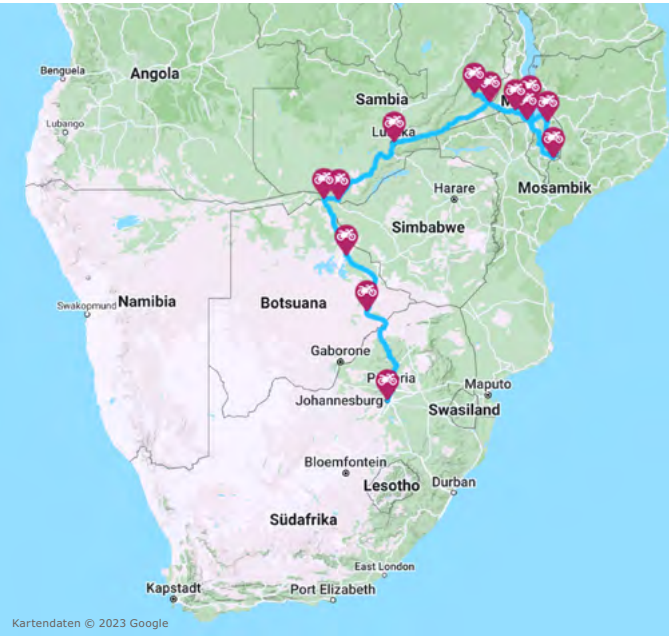 Benguela
Angola
Lubango
Sambia
Harare
Mosambik
Simbabwe
Swakopmund
Namibia
Botsuana
Gaborone
Johannesburg
Maputo
Swasiland
Bloemfontein
Lesotho
Durban
Südafrika
East London
Kapstadt
Port Elizabeth
Kartendaten © 2023 Google